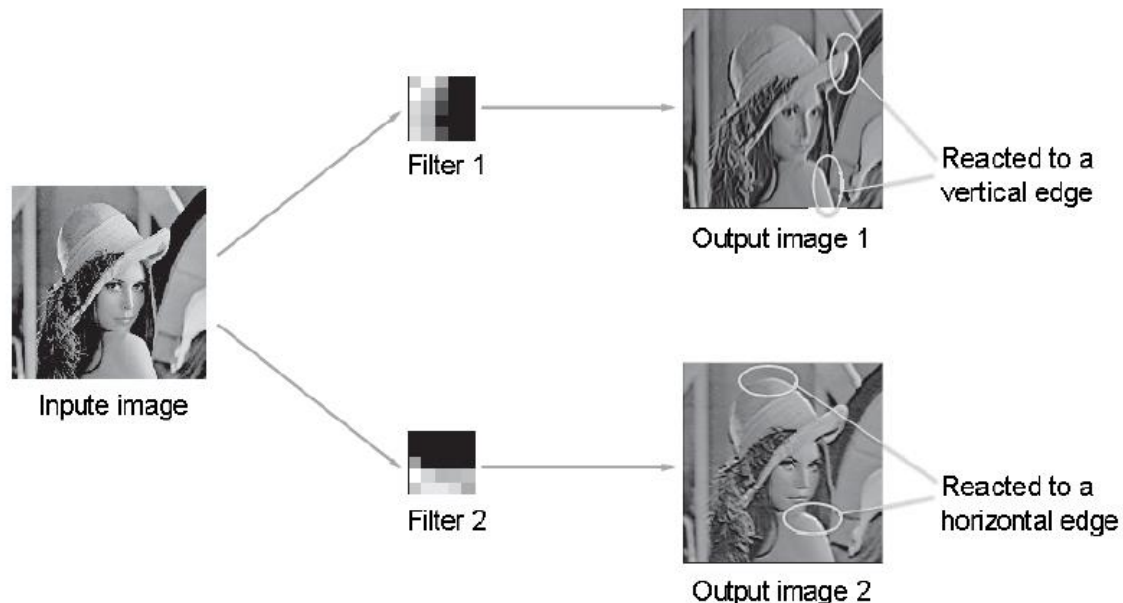 Filter 1
Reacted to a
vertical edge
Output image 1
Inpute image
Filter 2
Reacted to a
horizontal edge
Output image 2